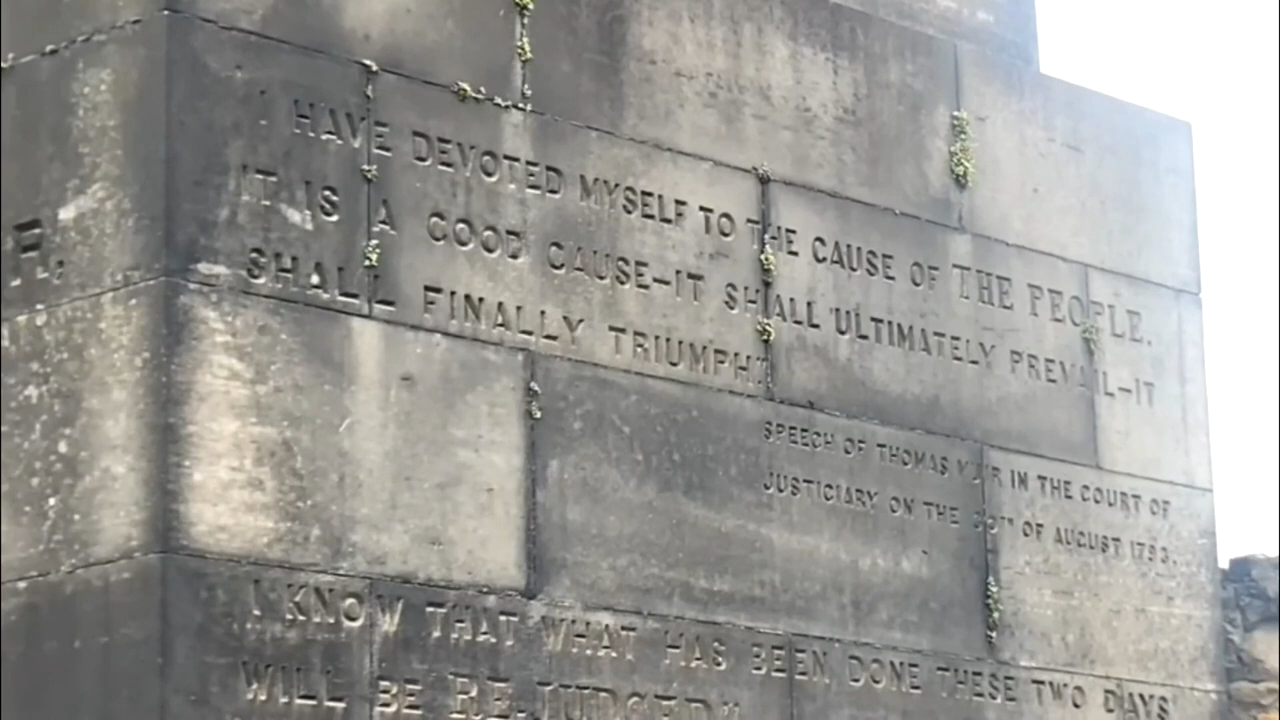 R,
I HAVE DEVOTED MYSELF TO THE CAUSE OF THE PEOPLE.
IT IS A GOOD CAUSE—IT SHALL ULTIMATELY PREVAIL—IT
SHALL FINALLY TRIUMPH."
SPEECH OF THOMAS MUIR IN THE COURT OF
JUSTICIARY ON THE 30TH OF AUGUST 1793.
I KNOW THAT WHAT HAS BEEN DONE THESE TWO DAYS
WILL BE RE-JUDGED"